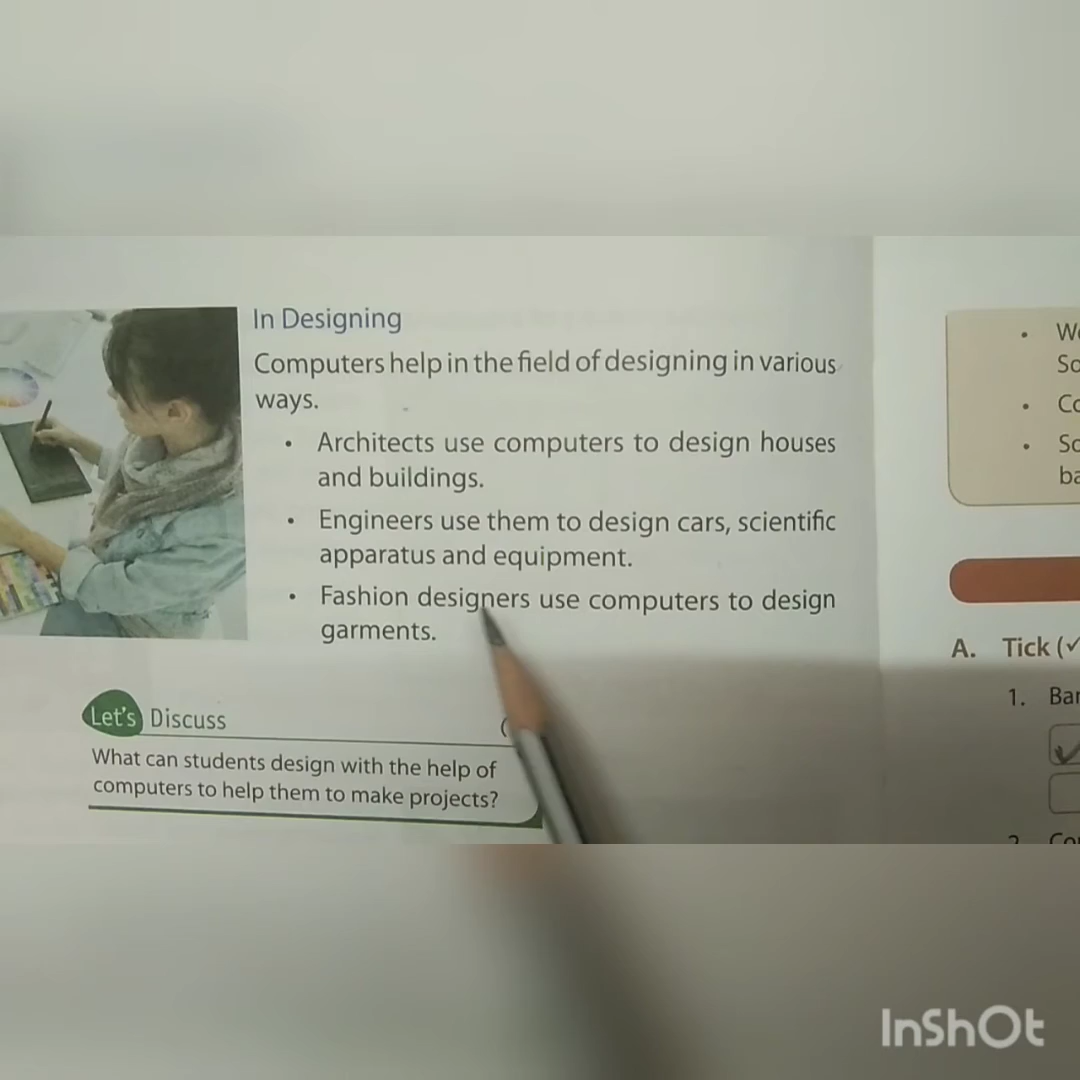 In Designing
Computers help in the field of designing in various
ways.
• Architects use computers to design houses
and buildings.
• Engineers use them to design cars, scientific
apparatus and equipment.
• Fashion designers use computers to design
garments.
Let's Discuss
What can students design with the help of
computers to help them to make projects?
A. Tick (✓
1.
2.
InShOt